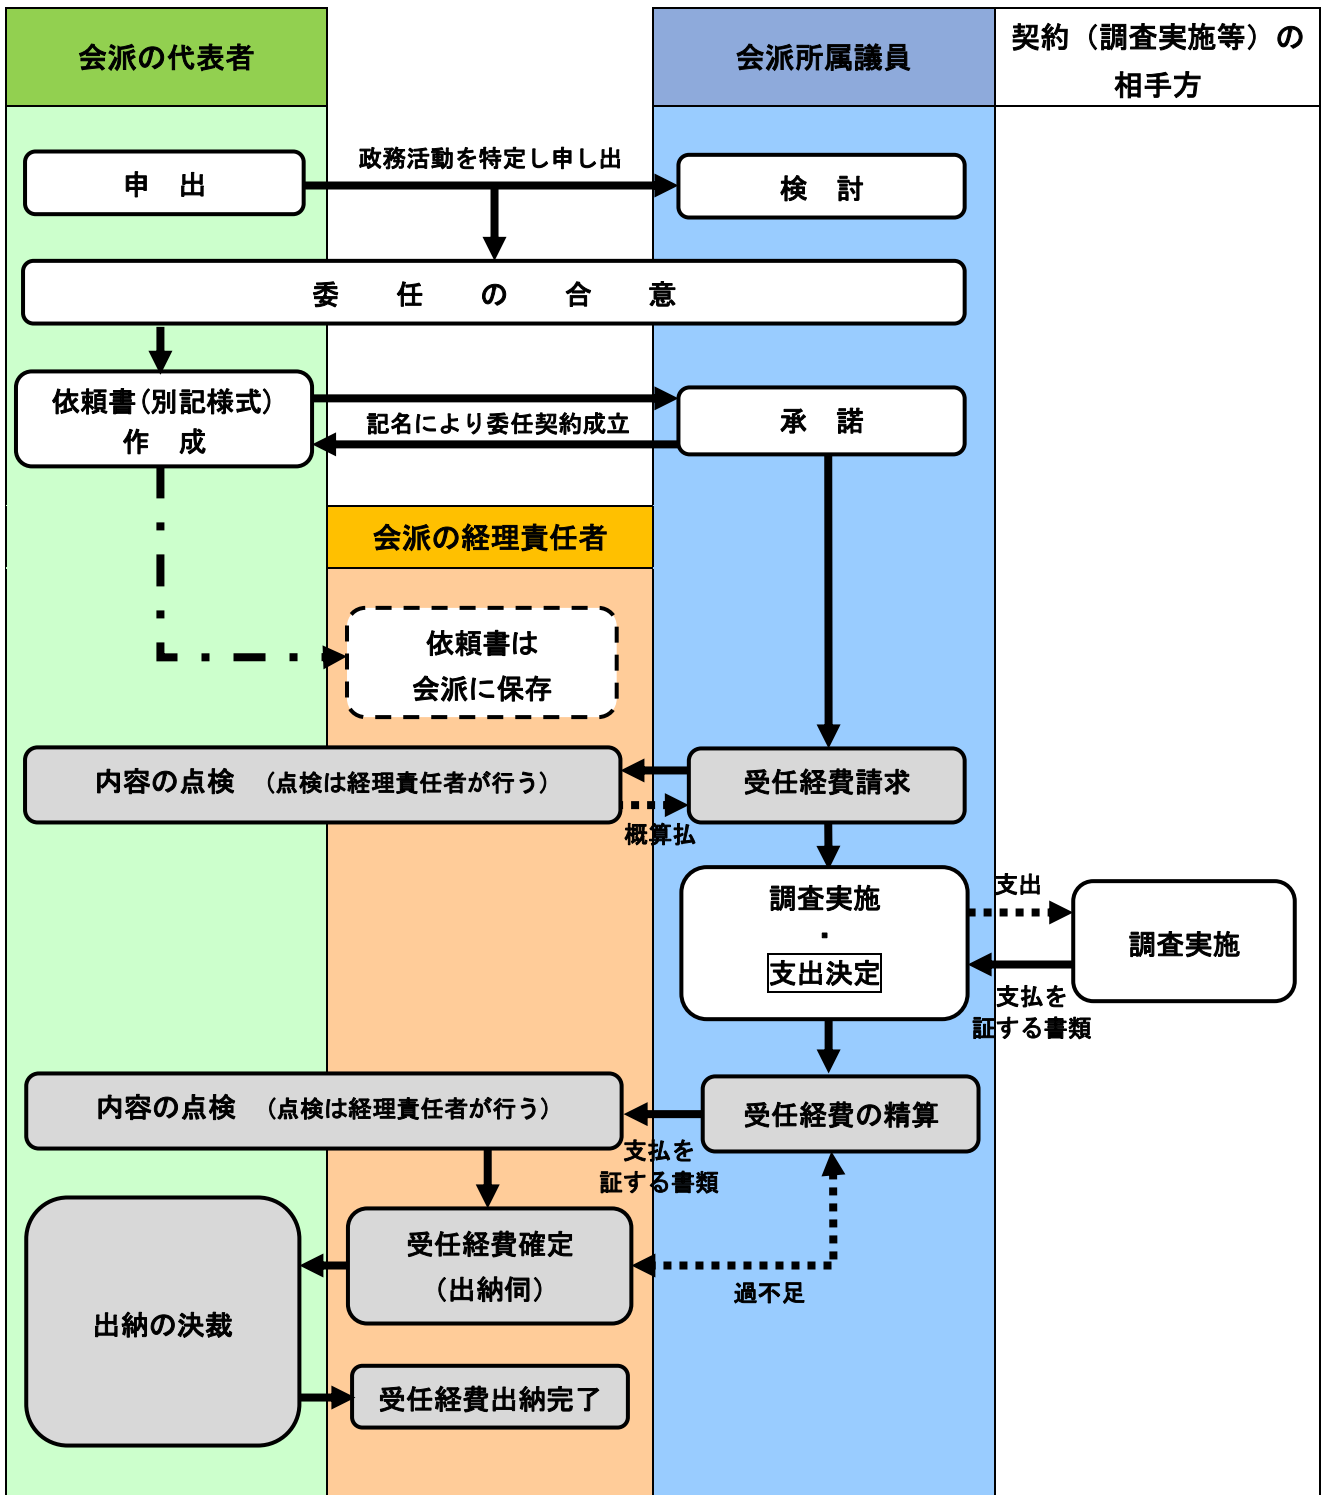 会派の代表者
会派所属議員
契約（調査実施等）の
相手方
申　出
政務活動を特定し申し出
検　討
委　任　の　合　意
依頼書（別記様式）
作　成
記名により委任契約成立
承　諾
会派の経理責任者
依頼書は
会派に保存
内容の点検　（点検は経理責任者が行う）
受任経費請求
概算払
調査実施
・
支出決定
支出
調査実施
支払を
証する書類
内容の点検　（点検は経理責任者が行う）
受任経費の精算
支払を
証する書類
受任経費確定
（出納伺）
過不足
出納の決裁
受任経費出納完了